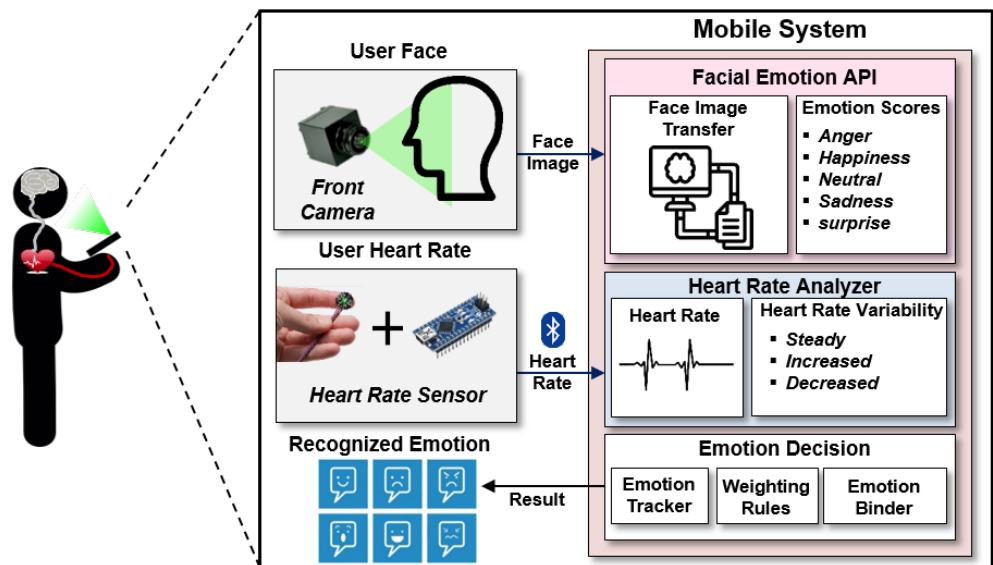 Mobile System
User Face
Front
Camera
Face
Image
Facial Emotion API
Face Image
Transfer
Emotion Scores
▪ Anger
▪ Happiness
▪ Neutral
▪ Sadness
▪ surprise
User Heart Rate
Heart Rate Sensor
Heart
Rate
Heart Rate Analyzer
Heart Rate
Heart Rate Variability
▪ Steady
▪ Increased
▪ Decreased
Recognized Emotion
Result
Emotion Decision
Emotion
Tracker
Weighting
Rules
Emotion
Binder